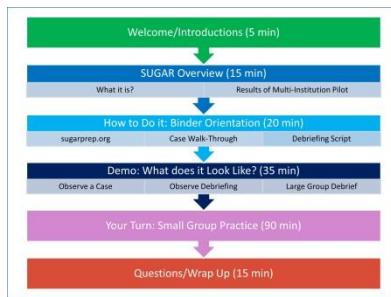 Welcome/Introductions (5 min)
SUGAR Overview (15 min)
What it is?
Results of Multi-Institution Pilot
How to Do it: Binder Orientation (20 min)
sugarprep.org
Case Walk-Through
Debriefing Script
Demo: What does it Look Like? (35 min)
Observe a Case
Observe Debriefing
Large Group Debrief
Your Turn: Small Group Practice (90 min)
Questions/Wrap Up (15 min)